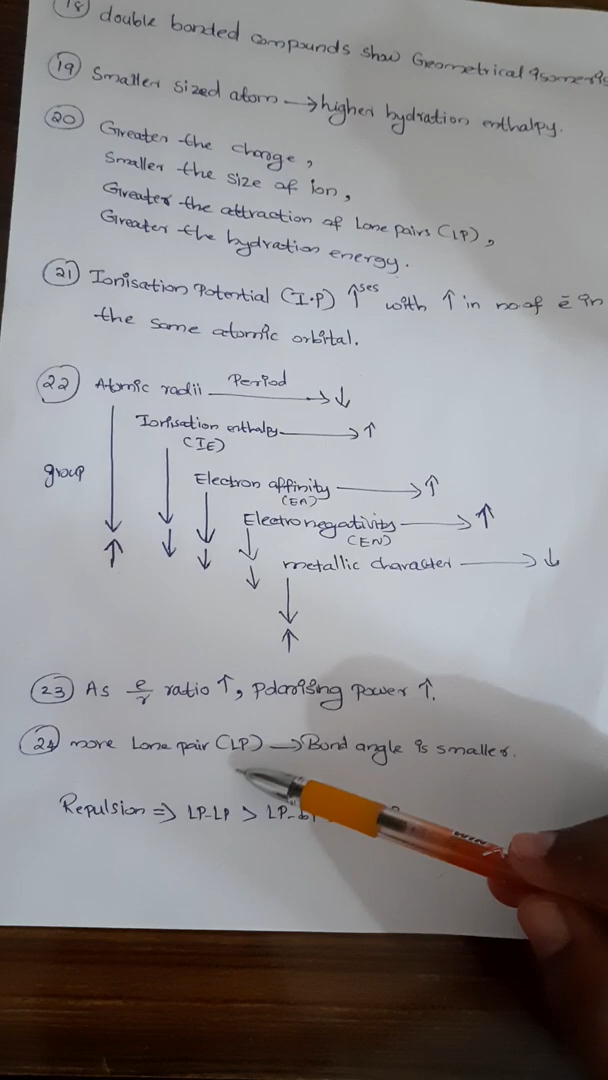 18 double bonded compounds show Geometrical
19 Smaller sized atom → higher hydration enthalpy.
20 Greater the charge,
Smaller the size of ion,
Greater the attraction of Lone pairs (LP),
Greater the hydration energy.
21 Ionisation Potential (I.P) ↑ses with ↑ in no of ē in
the same atomic orbital.
22 Atomic radii Period → ↓
Ionisation enthalpy → ↑
(IE)
group
Electron affinity → ↑
(EA)
Electronegativity → ↑
(EN)
metallic character → ↓
23 As e/r ratio ↑, Polarising power ↑.
24 more Lone pair (LP) → Bond angle is smaller.
Repulsion ⇒ LP-LP > LP-
WIN